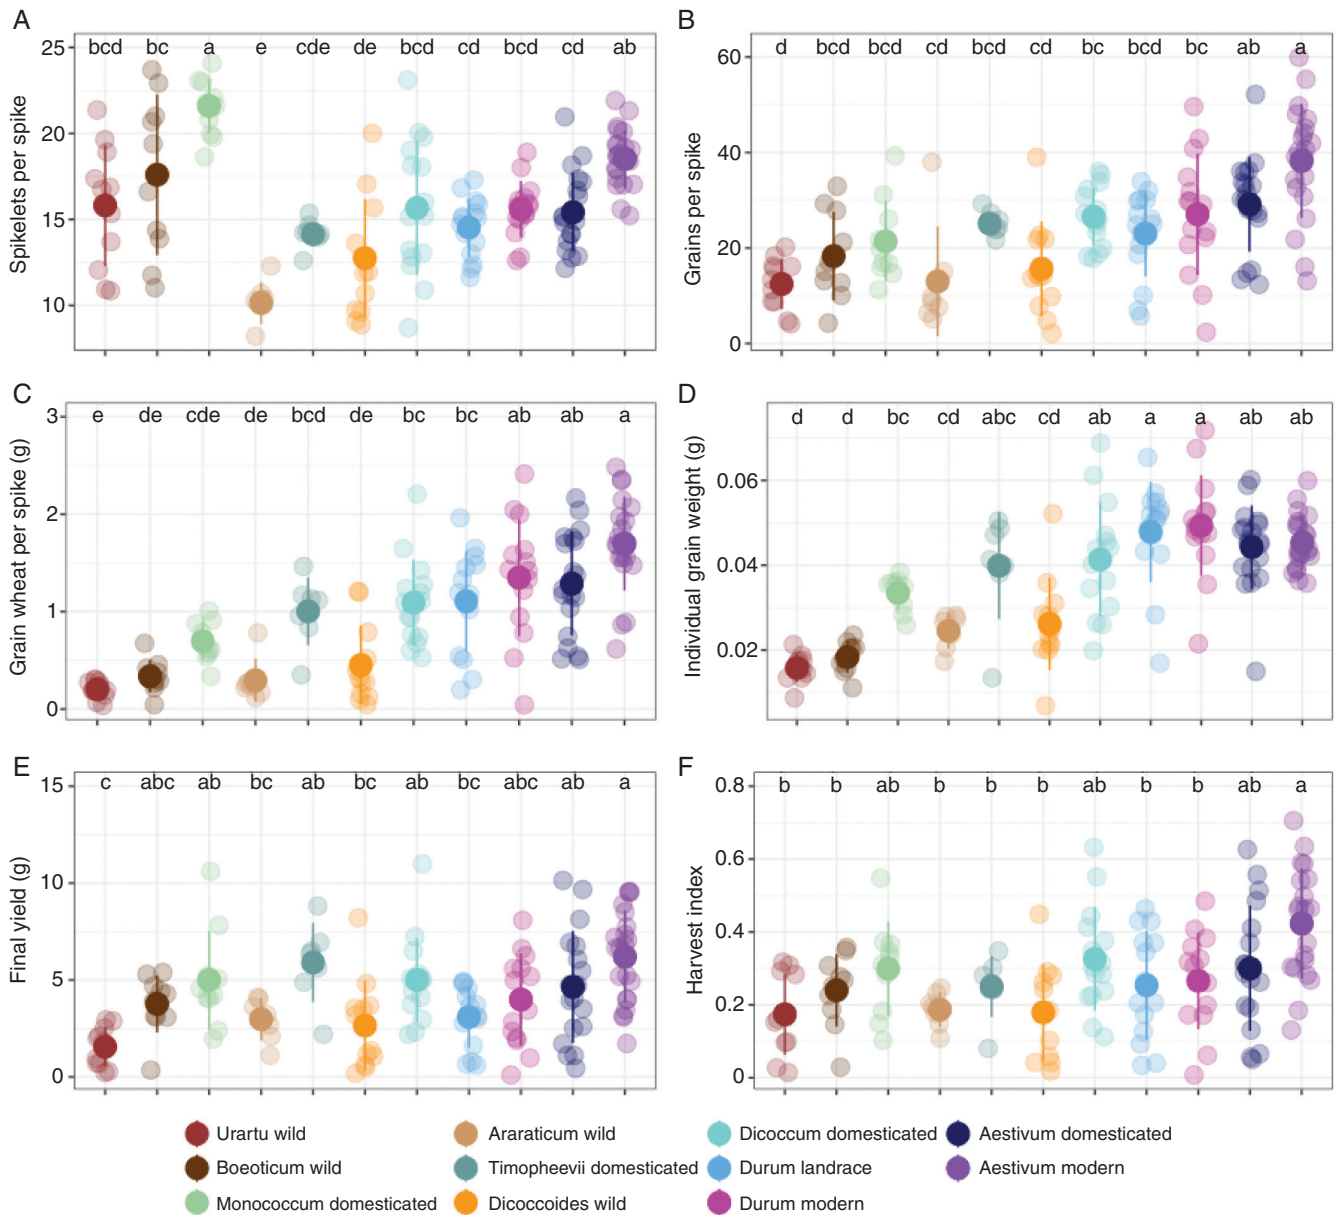 A
bcd bc a e cde de bcd cd bcd cd ab
25
20
15
10
Spikelets per spike
B
d bcd bcd cd bcd cd bc bcd bc ab a
60
40
20
0
Grains per spike
C
e de cde de bcd de bc bc ab ab a
3
2
1
0
Grain wheat per spike (g)
D
d d bc cd abc cd ab a a ab ab
0.06
0.04
0.02
Individual grain weight (g)
E
c abc ab bc ab bc ab bc abc ab a
15
10
5
0
Final yield (g)
F
b b ab b b b ab b b ab a
0.8
0.6
0.4
0.2
0
Harvest index
Urartu wild
Boeoticum wild
Monococcum domesticated
Araraticum wild
Timopheevii domesticated
Dicoccoides wild
Dicoccum domesticated
Durum landrace
Durum modern
Aestivum domesticated
Aestivum modern